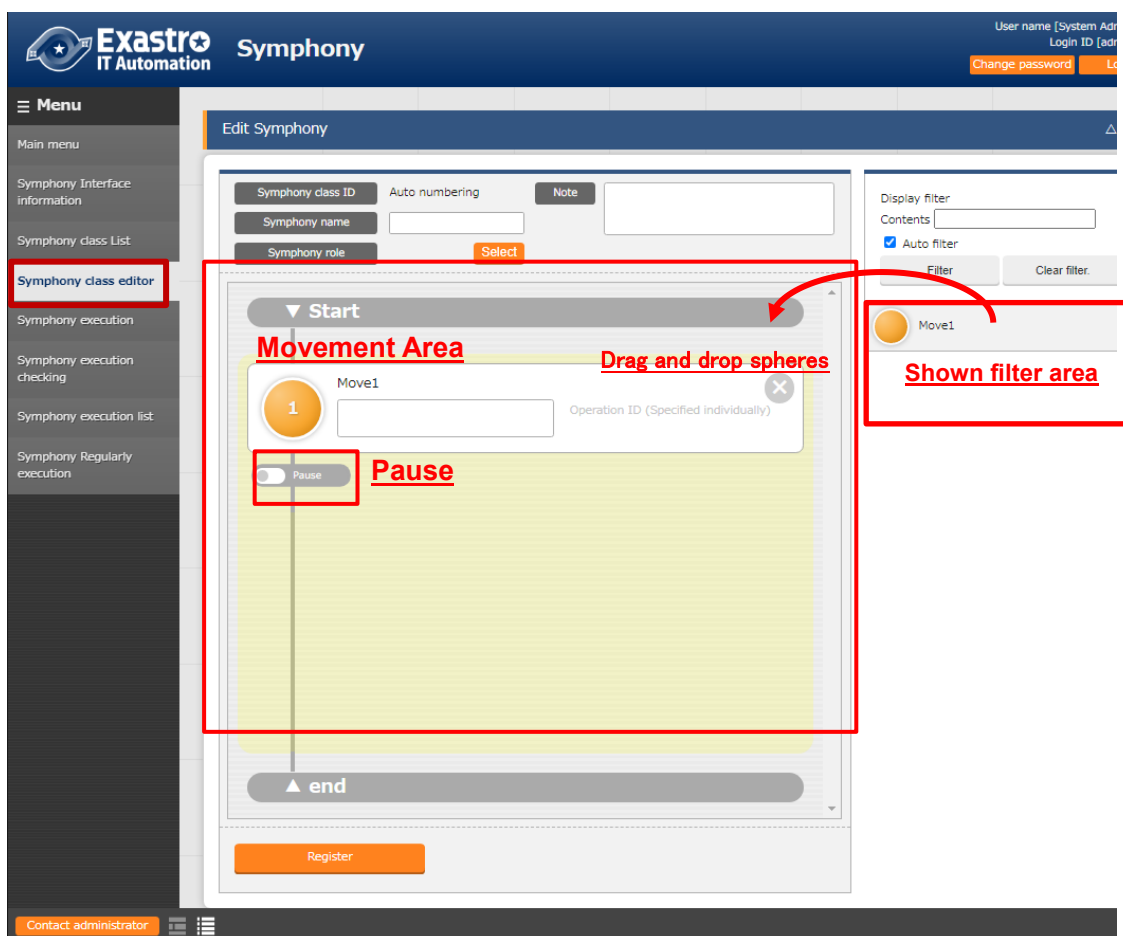 Exastro
IT Automation
Symphony
User name [System Adr
Login ID [adr
Change password
Lo
Menu
Main menu
Symphony Interface
information
Symphony class List
Symphony class editor
Symphony execution
Symphony execution
checking
Symphony execution list
Symphony Regularly
execution
Edit Symphony
Symphony class ID
Auto numbering
Note
Symphony name
Symphony role
Select
▼ Start
Movement Area
Drag and drop spheres
1
Move1
Operation ID (Specified individually)
Pause
Pause
▲ end
Register
Display filter
Contents
Auto filter
Filter
Clear filter.
Move1
Shown filter area
Contact administrator